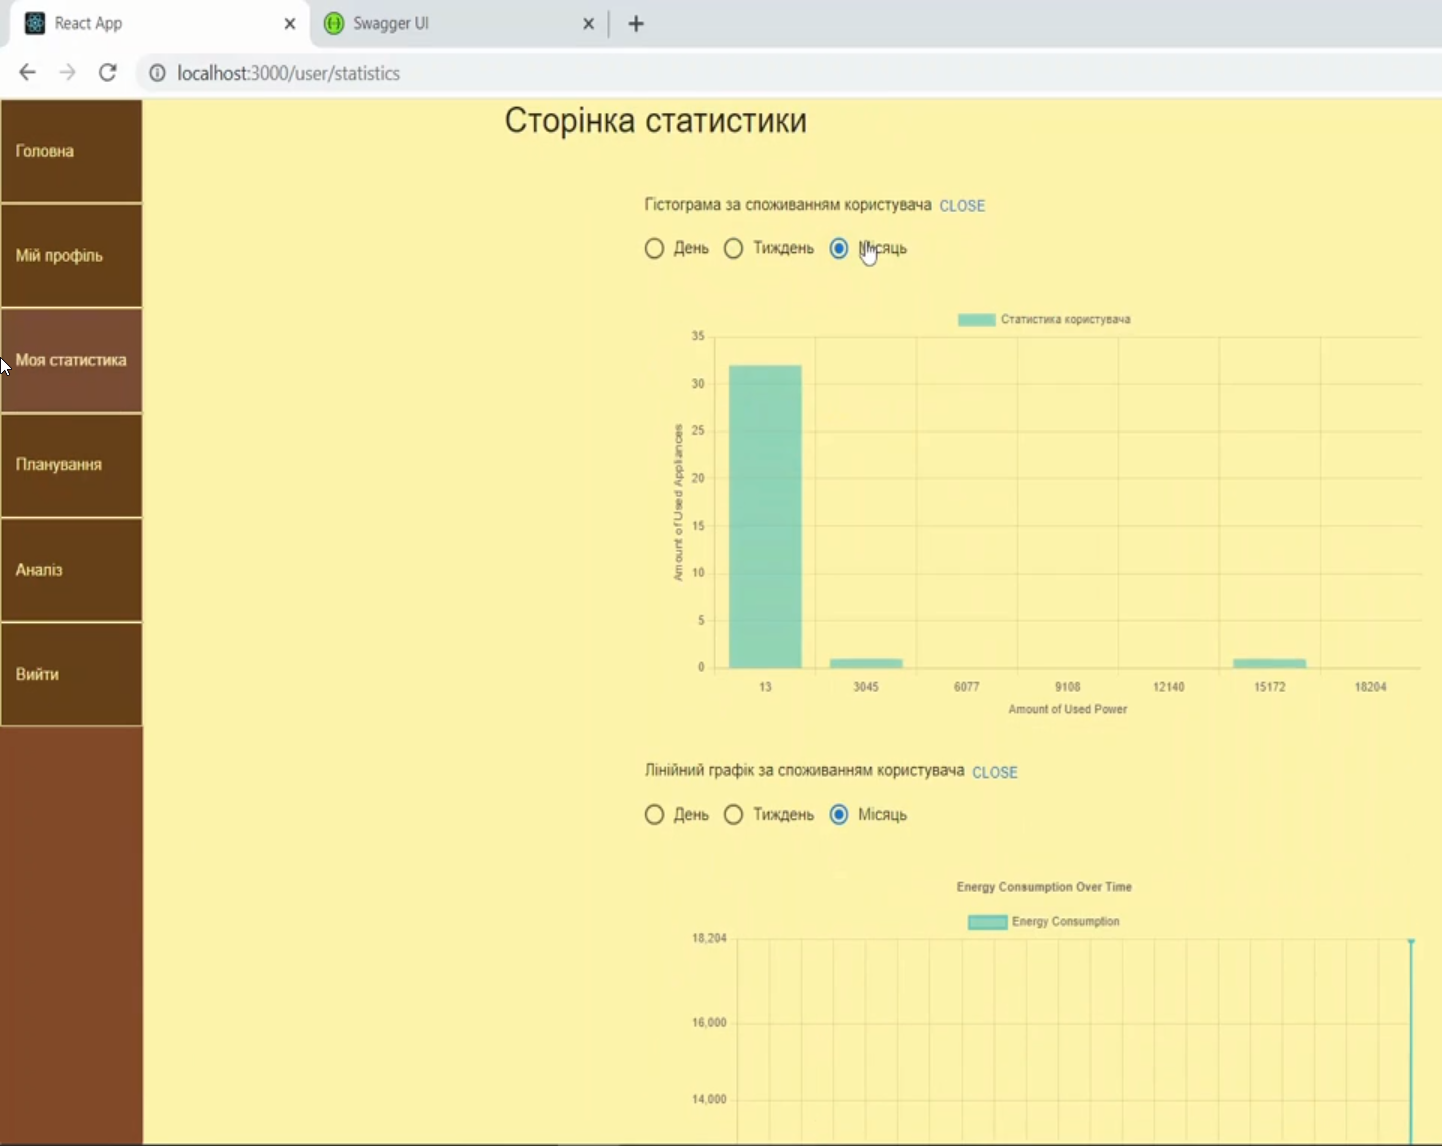 React App
Swagger UI
localhost:3000/user/statistics
Сторінка статистики
Головна
Мій профіль
Моя статистика
Планування
Аналіз
Вийти
Гістограма за споживанням користувача CLOSE
День Тиждень Місяць
Статистика користувача
35
30
25
20
15
10
5
0
Amount of Used Appliances
13 3045 6077 9108 12140 15172 18204
Amount of Used Power
Лінійний графік за споживанням користувача CLOSE
День Тиждень Місяць
Energy Consumption Over Time
Energy Consumption
18,204
16,000
14,000